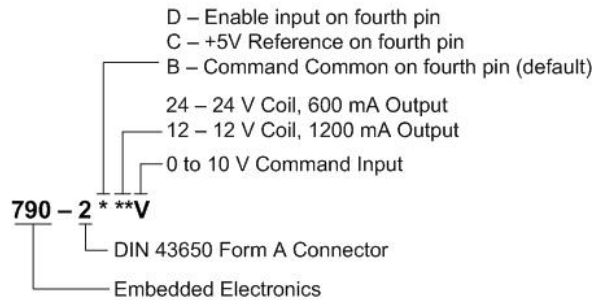 D – Enable input on fourth pin
C – +5V Reference on fourth pin
B – Command Common on fourth pin (default)
24 – 24 V Coil, 600 mA Output
12 – 12 V Coil, 1200 mA Output
0 to 10 V Command Input
790 – 2 * **V
DIN 43650 Form A Connector
Embedded Electronics